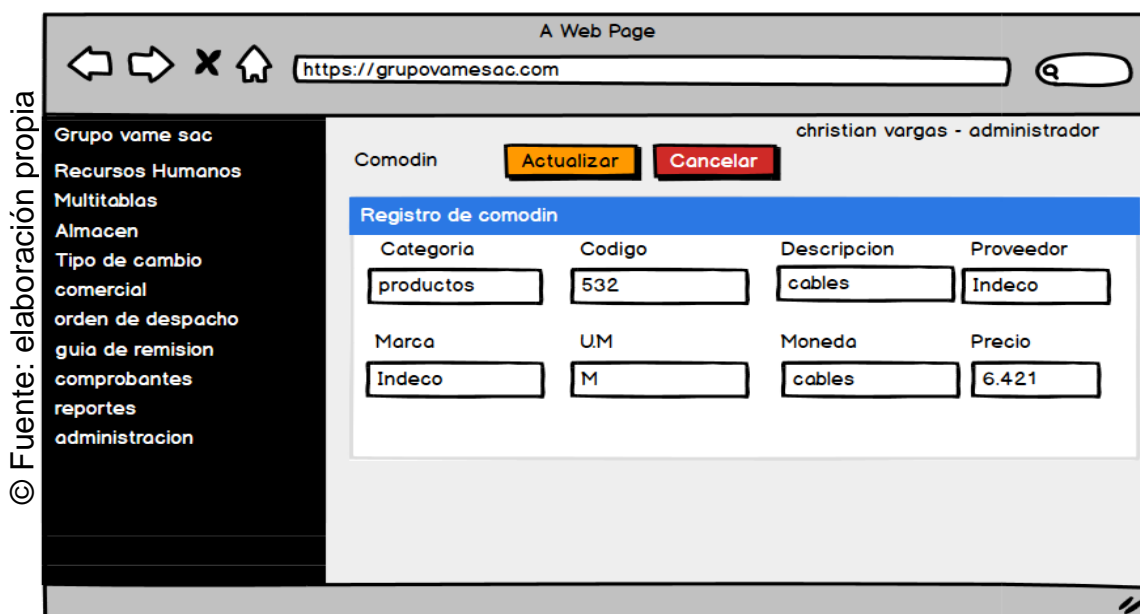 A Web Page
https://grupovamesac.com
© Fuente: elaboración propia
Grupo vame sac
Recursos Humanos
Multitablas
Almacen
Tipo de cambio
comercial
orden de despacho
guia de remision
comprobantes
reportes
administracion
christian vargas - administrador
Comodin Actualizar Cancelar
Registro de comodin
Categoria Codigo Descripcion Proveedor
productos 532 cables Indeco
Marca U.M Moneda Precio
Indeco M cables 6.421